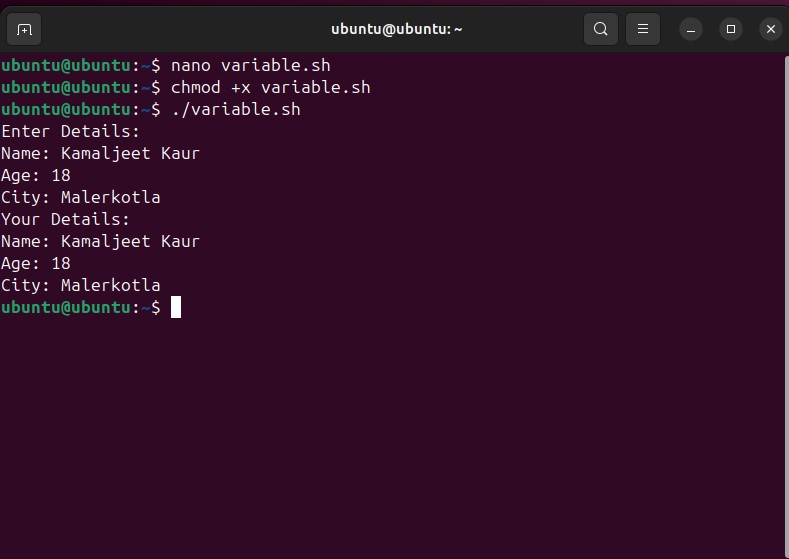 ubuntu@ubuntu: ~
ubuntu@ubuntu:~$ nano variable.sh
ubuntu@ubuntu:~$ chmod +x variable.sh
ubuntu@ubuntu:~$ ./variable.sh
Enter Details:
Name: Kamaljeet Kaur
Age: 18
City: Malerkotla
Your Details:
Name: Kamaljeet Kaur
Age: 18
City: Malerkotla
ubuntu@ubuntu:~$